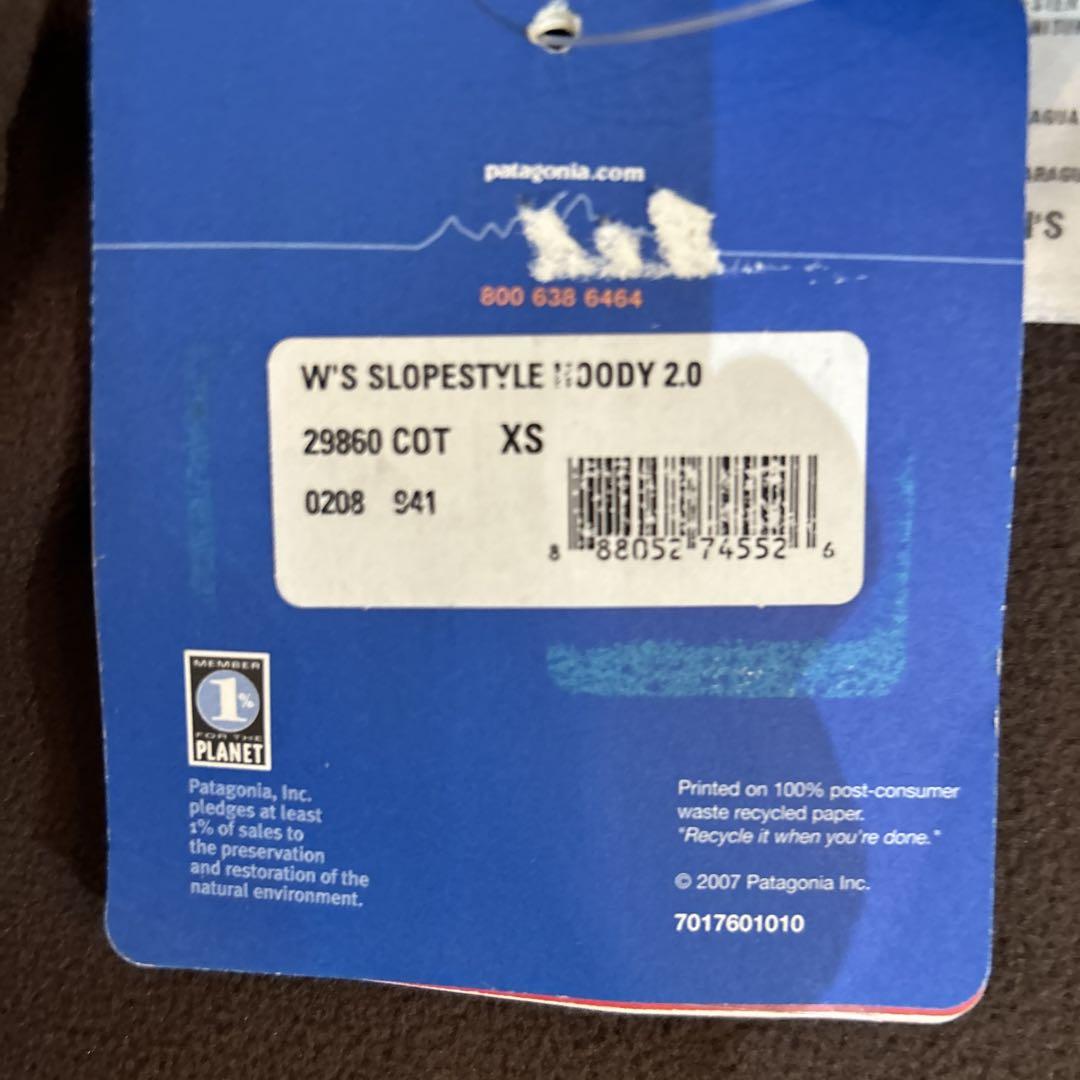 patagonia.com
800 638 6464
W'S SLOPESTYLE HOODY 2.0
29860 COT XS
0208 941
8 88052 74552 6
MEMBER
1%
FOR THE
PLANET
Patagonia, Inc.
pledges at least
1% of sales to
the preservation
and restoration of the
natural environment.
Printed on 100% post-consumer
waste recycled paper.
"Recycle it when you're done."
© 2007 Patagonia Inc.
7017601010